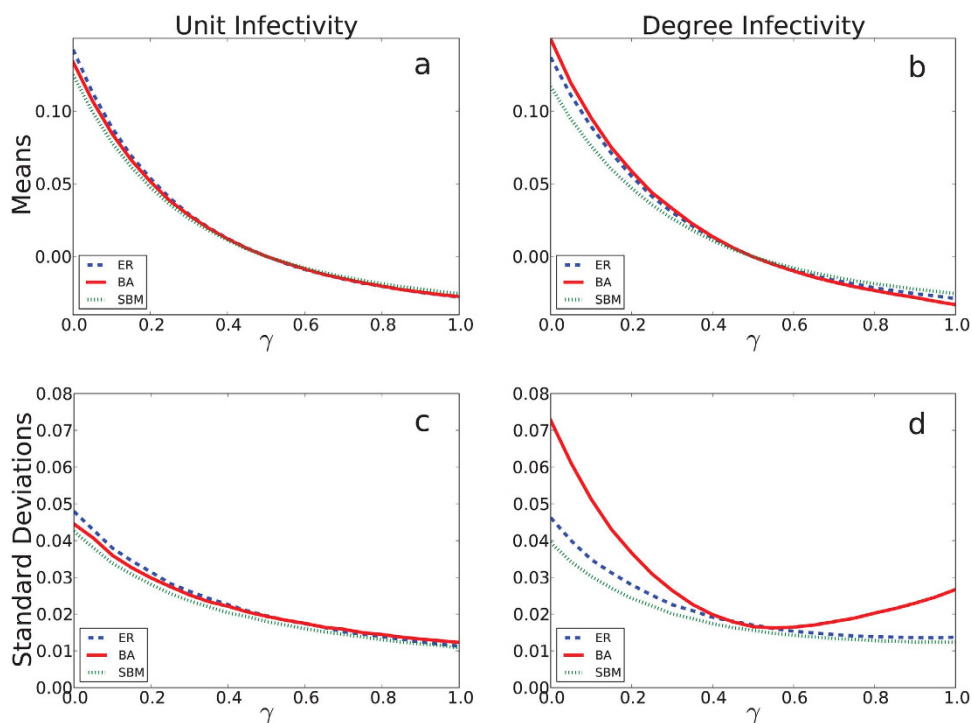 Unit Infectivity
Degree Infectivity
Means
a
0.10
0.05
0.00
ER
BA
SBM
0.0 0.2 0.4 0.6 0.8 1.0
γ
b
0.10
0.05
0.00
ER
BA
SBM
0.0 0.2 0.4 0.6 0.8 1.0
γ
Standard Deviations
c
0.08
0.07
0.06
0.05
0.04
0.03
0.02
0.01
0.00
ER
BA
SBM
0.0 0.2 0.4 0.6 0.8 1.0
γ
d
0.08
0.07
0.06
0.05
0.04
0.03
0.02
0.01
0.00
ER
BA
SBM
0.0 0.2 0.4 0.6 0.8 1.0
γ